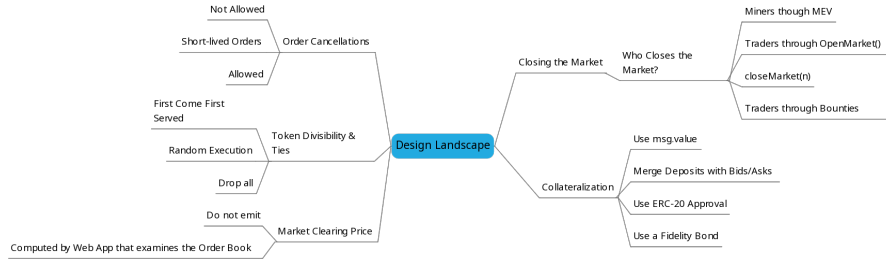 Not Allowed
Short-lived Orders
Allowed
Order Cancellations
First Come First
Served
Random Execution
Drop all
Token Divisibility &
Ties
Do not emit
Computed by Web App that examines the Order Book
Market Clearing Price
Design Landscape
Closing the Market
Who Closes the
Market?
Miners though MEV
Traders through OpenMarket()
closeMarket(n)
Traders through Bounties
Collateralization
Use msg.value
Merge Deposits with Bids/Asks
Use ERC-20 Approval
Use a Fidelity Bond